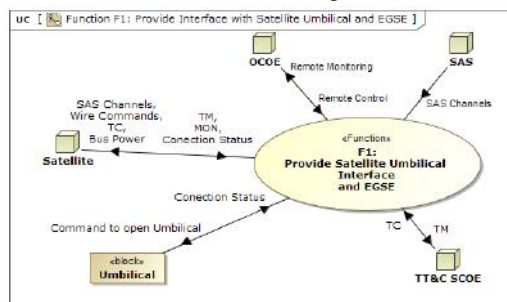 uc [ Function F1: Provide Interface with Satellite Umbilical and EGSE ]
OCOE
SAS
Remote Monitoring
Remote Control
SAS Channels
SAS Channels,
Wire Commands,
TC,
Bus Power
TM,
MON,
Conection Status
Satellite
«Function»
F1:
Provide Satellite Umbilical
Interface
and EGSE
Conection Status
Command to open Umbilical
«block»
Umbilical
TC
TM
TT&C SCOE